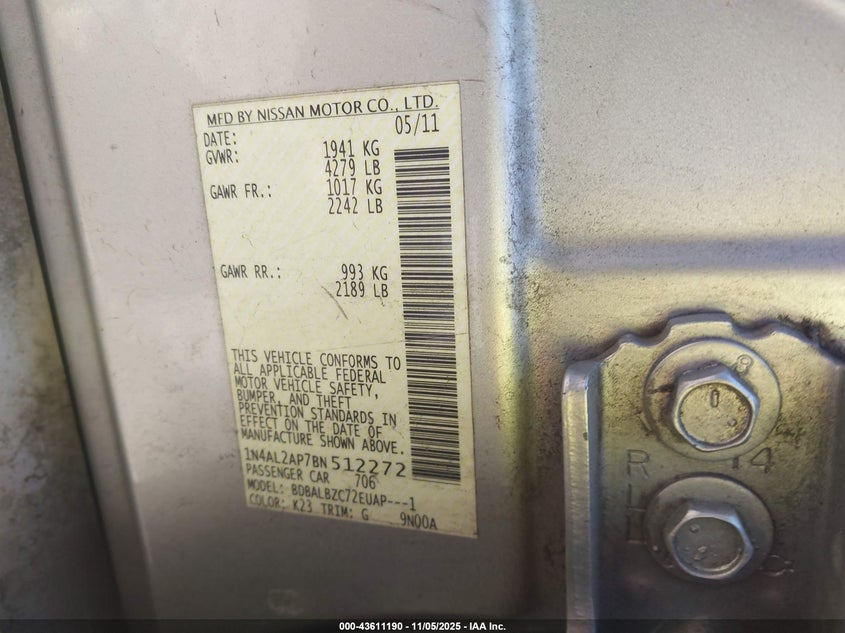 MFD BY NISSAN MOTOR CO., LTD.
DATE: 05/11
GVWR: 1941 KG
4279 LB
GAWR FR.: 1017 KG
2242 LB
GAWR RR.: 993 KG
2189 LB
THIS VEHICLE CONFORMS TO
ALL APPLICABLE FEDERAL
MOTOR VEHICLE SAFETY,
BUMPER, AND THEFT
PREVENTION STANDARDS IN
EFFECT ON THE DATE OF
MANUFACTURE SHOWN ABOVE.
1N4AL2AP7BN512272
PASSENGER CAR 706
MODEL: BDBALBZC72EUAP---1
COLOR: K23 TRIM: G 9N00A
8
R 14
000-43611190 - 11/05/2025 - IAA Inc.